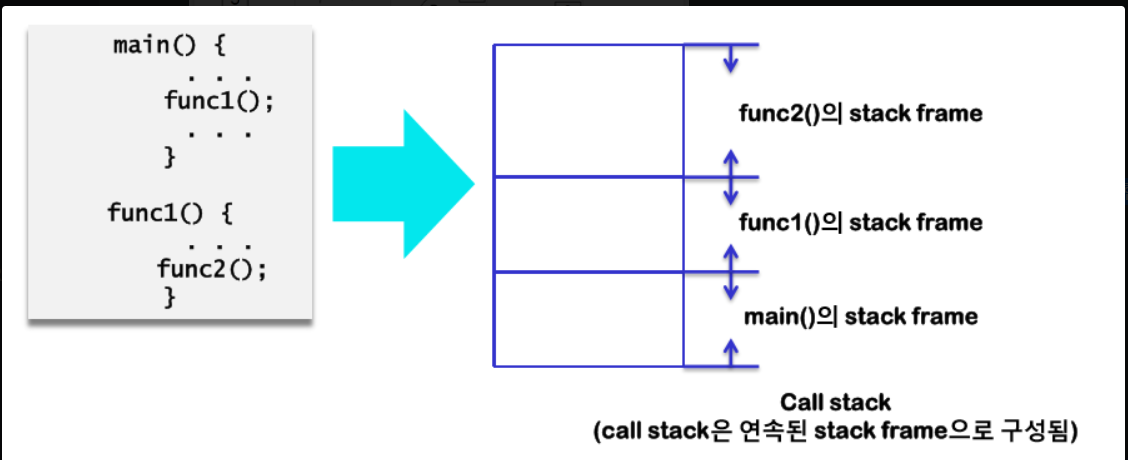 main() {
. . .
func1();
. . .
}
func1() {
. . .
func2();
}
func2()의 stack frame
func1()의 stack frame
main()의 stack frame
Call stack
(call stack은 연속된 stack frame으로 구성됨)